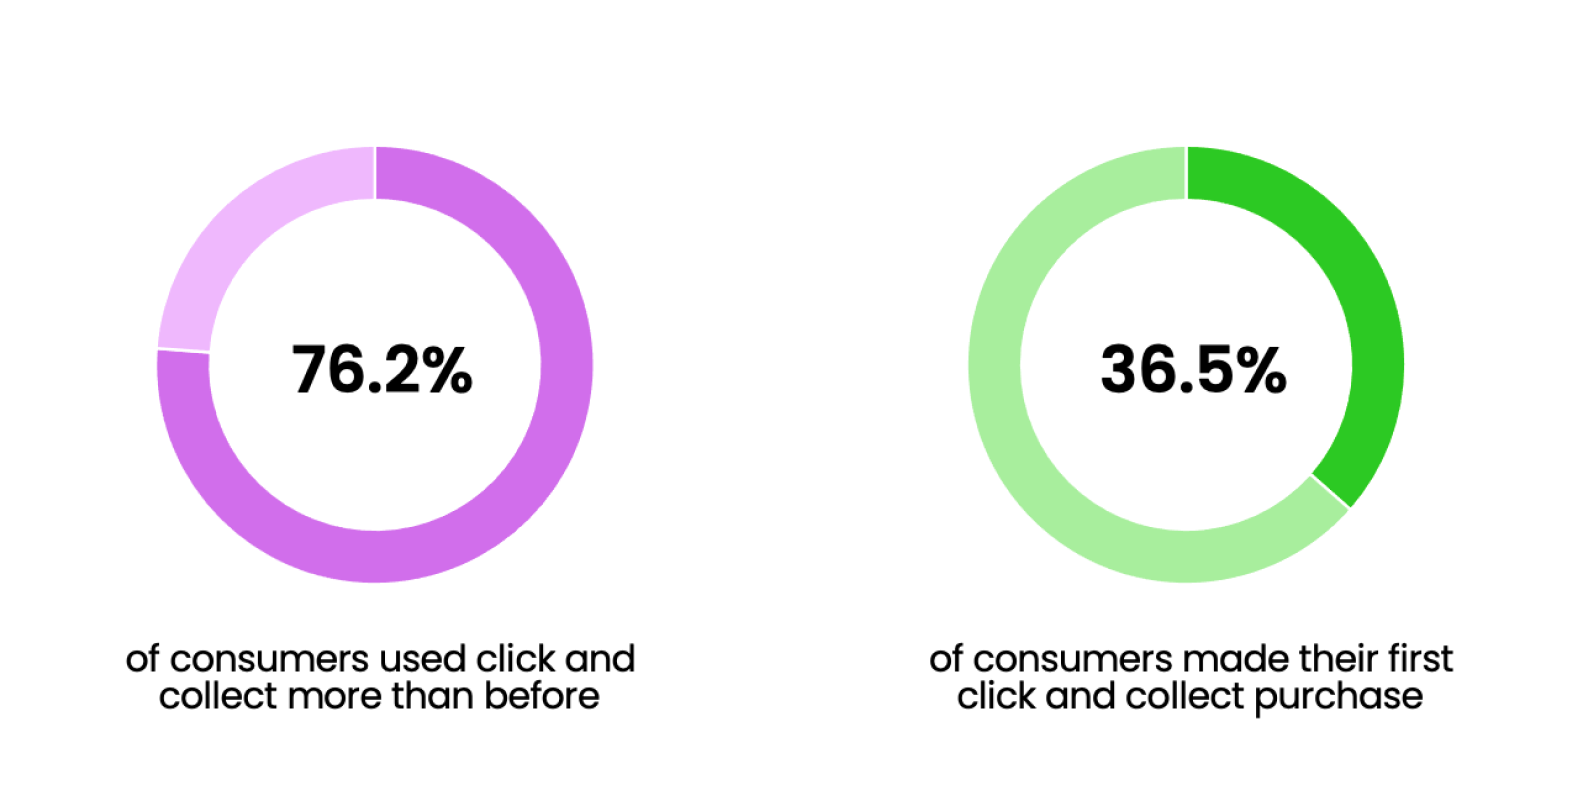 76.2%
of consumers used click and
collect more than before
36.5%
of consumers made their first
click and collect purchase